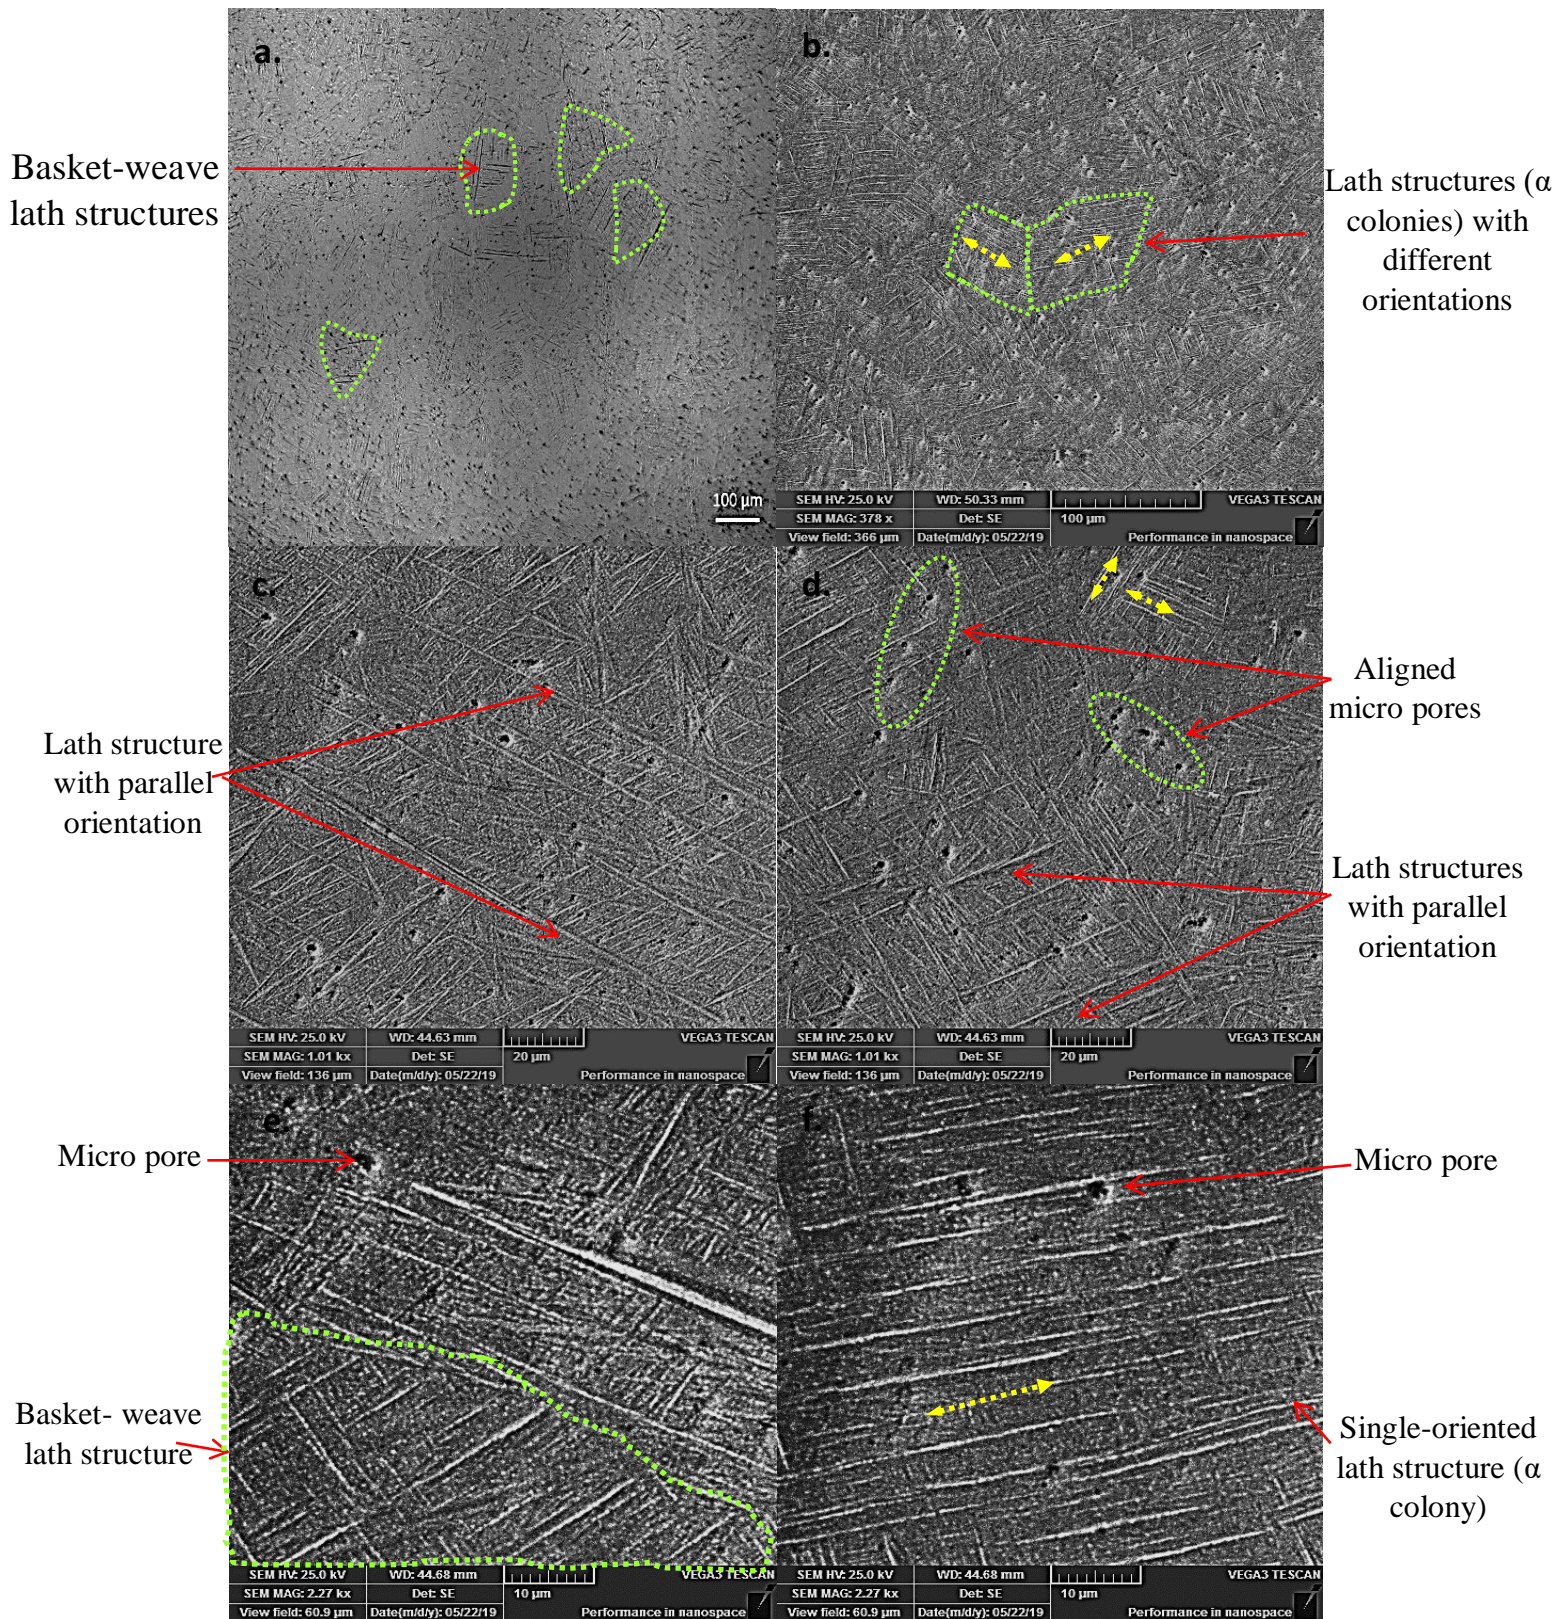 a.
Basket-weave
lath structures
100 µm
b.
Lath structures (α
colonies) with
different
orientations
SEM HV: 25.0 kV WD: 50.33 mm VEGA3 TESCAN
SEM MAG: 378 x Det: SE 100 µm
View field: 366 µm Date(m/d/y): 05/22/19 Performance in nanospace
c.
Lath structure
with parallel
orientation
SEM HV: 25.0 kV WD: 44.63 mm VEGA3 TESCAN
SEM MAG: 1.01 kx Det: SE 20 µm
View field: 136 µm Date(m/d/y): 05/22/19 Performance in nanospace
d.
Aligned
micro pores
Lath structures
with parallel
orientation
SEM HV: 25.0 kV WD: 44.63 mm VEGA3 TESCAN
SEM MAG: 1.01 kx Det: SE 20 µm
View field: 136 µm Date(m/d/y): 05/22/19 Performance in nanospace
e.
Micro pore
Basket- weave
lath structure
SEM HV: 25.0 kV WD: 44.68 mm VEGA3 TESCAN
SEM MAG: 2.27 kx Det: SE 10 µm
View field: 60.9 µm Date(m/d/y): 05/22/19 Performance in nanospace
f.
Micro pore
Single-oriented
lath structure (α
colony)
SEM HV: 25.0 kV WD: 44.68 mm VEGA3 TESCAN
SEM MAG: 2.27 kx Det: SE 10 µm
View field: 60.9 µm Date(m/d/y): 05/22/19 Performance in nanospace